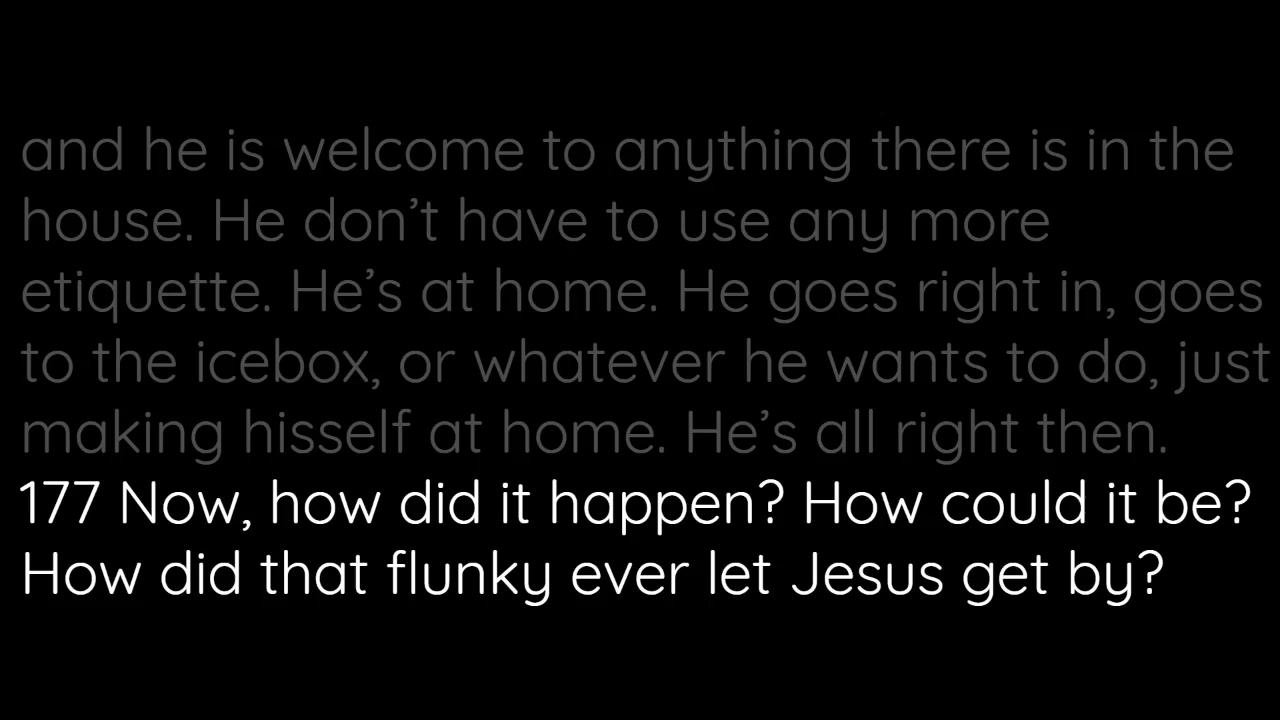 and he is welcome to anything there is in the
house. He don’t have to use any more
etiquette. He’s at home. He goes right in, goes
to the icebox, or whatever he wants to do, just
making hisself at home. He’s all right then.
177 Now, how did it happen? How could it be?
How did that flunky ever let Jesus get by?